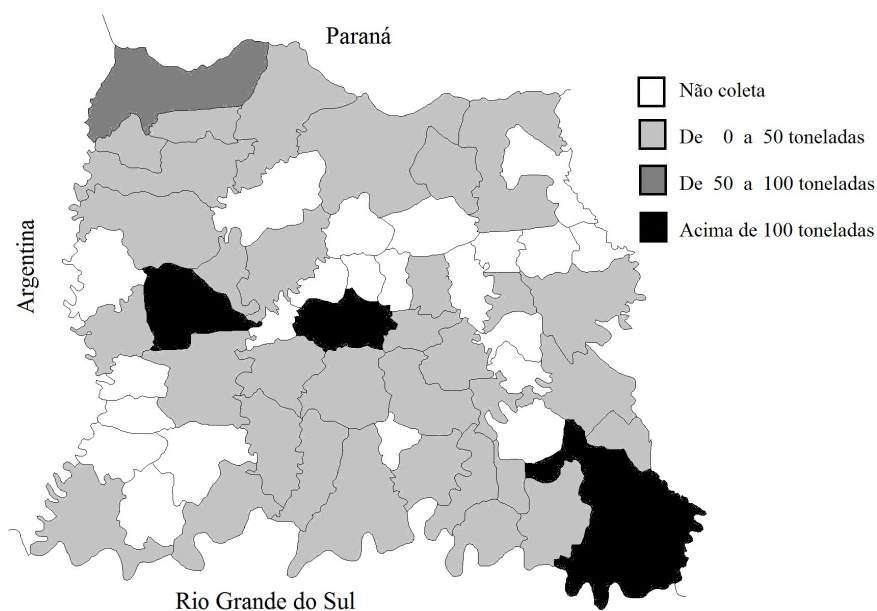 Paraná
Não coleta
De 0 a 50 toneladas
De 50 a 100 toneladas
Acima de 100 toneladas
Argentina
Rio Grande do Sul